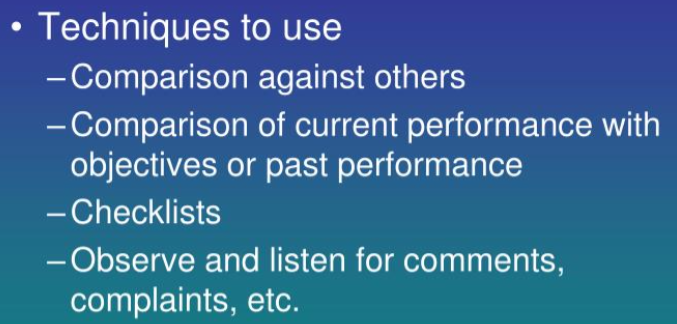 • Techniques to use
–Comparison against others
–Comparison of current performance with
objectives or past performance
–Checklists
–Observe and listen for comments,
complaints, etc.